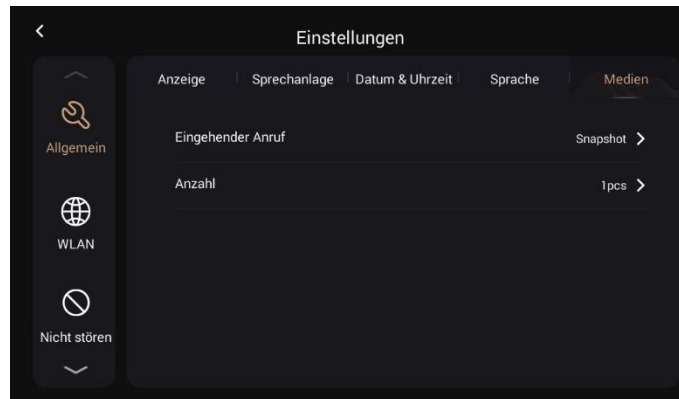 Einstellungen
Allgemein
WLAN
Nicht stören
Anzeige Sprechanlage Datum & Uhrzeit Sprache Medien
Eingehender Anruf Snapshot
Anzahl 1pcs